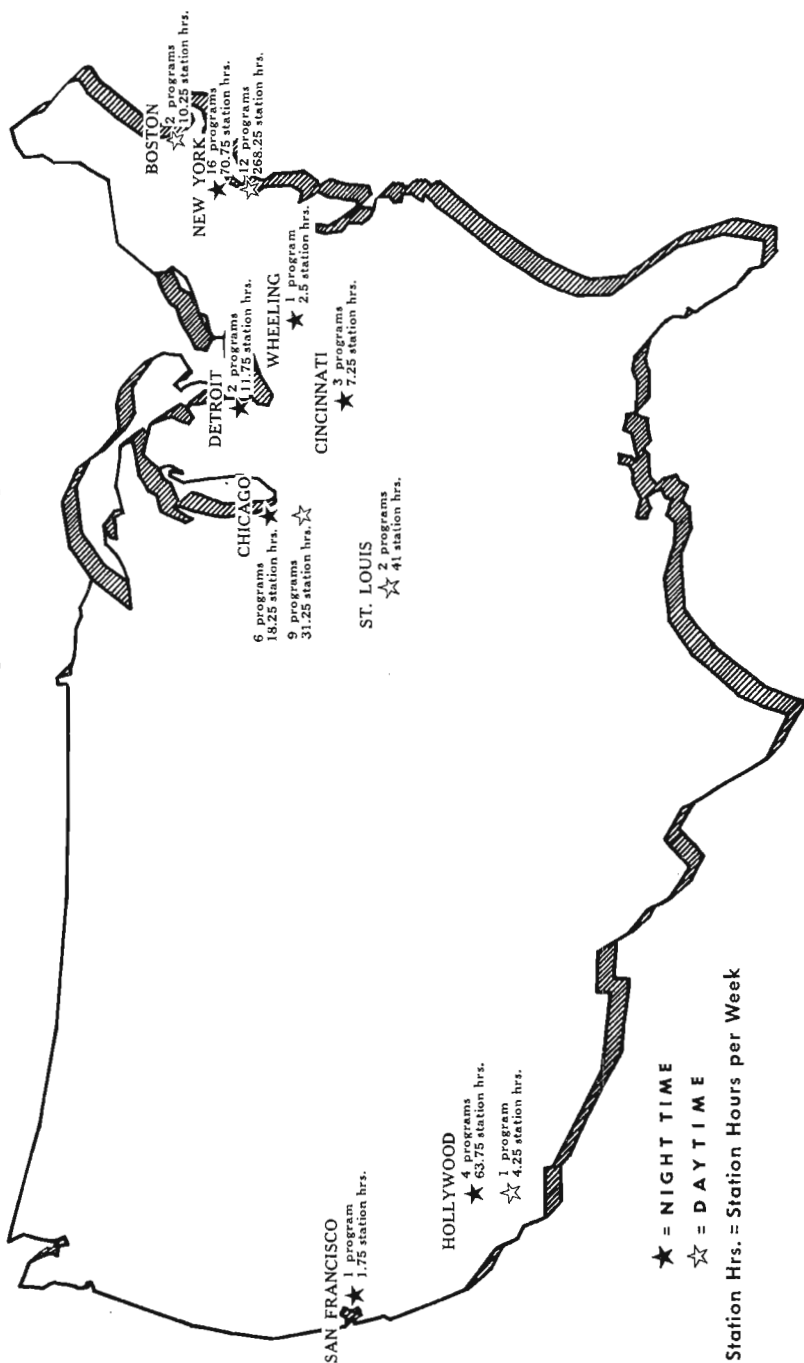 BOSTON
2 programs
10.25 station hrs.
NEW YORK
16 programs
70.75 station hrs.
12 programs
268.25 station hrs.
WHEELING
1 program
2.5 station hrs.
DETROIT
2 programs
11.75 station hrs.
CINCINNATI
3 programs
7.25 station hrs.
CHICAGO
6 programs
18.25 station hrs.
9 programs
31.25 station hrs.
ST. LOUIS
2 programs
41 station hrs.
HOLLYWOOD
4 programs
63.75 station hrs.
1 program
4.25 station hrs.
SAN FRANCISCO
1 program
1.75 station hrs.
★ = NIGHT TIME
☆ = DAYTIME
Station Hrs. = Station Hours per Week